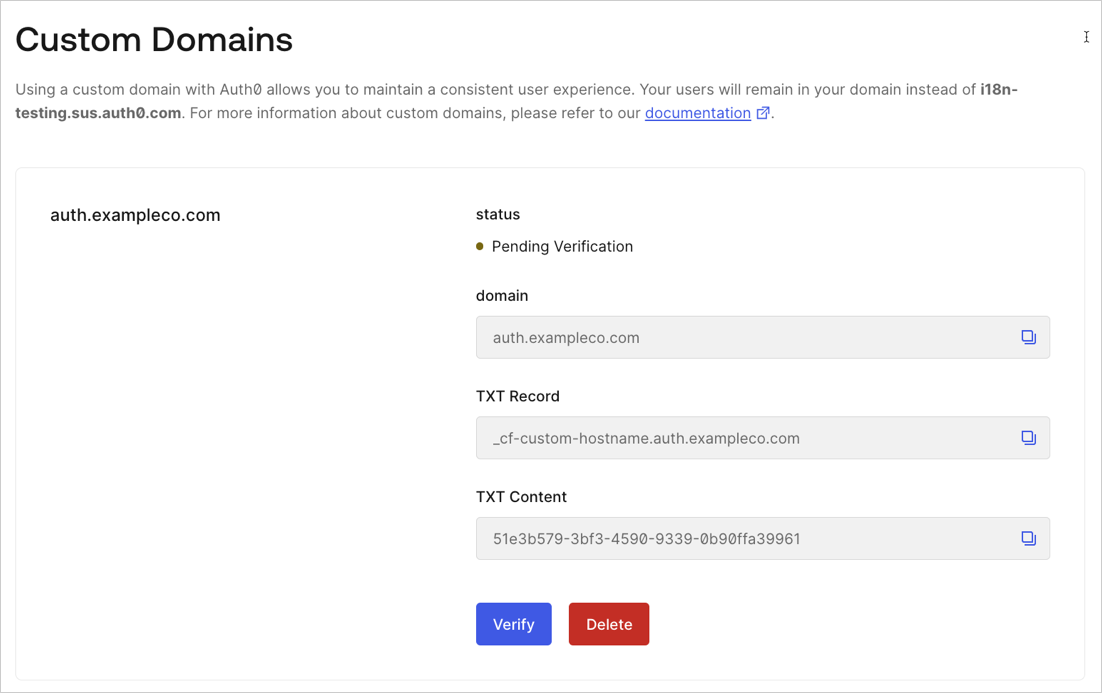 Custom Domains
Using a custom domain with Auth0 allows you to maintain a consistent user experience. Your users will remain in your domain instead of i18n-
testing.sus.auth0.com. For more information about custom domains, please refer to our documentation.
auth.exampleco.com
status
Pending Verification
domain
auth.exampleco.com
TXT Record
_cf-custom-hostname.auth.exampleco.com
TXT Content
51e3b579-3bf3-4590-9339-0b90ffa39961
Verify Delete